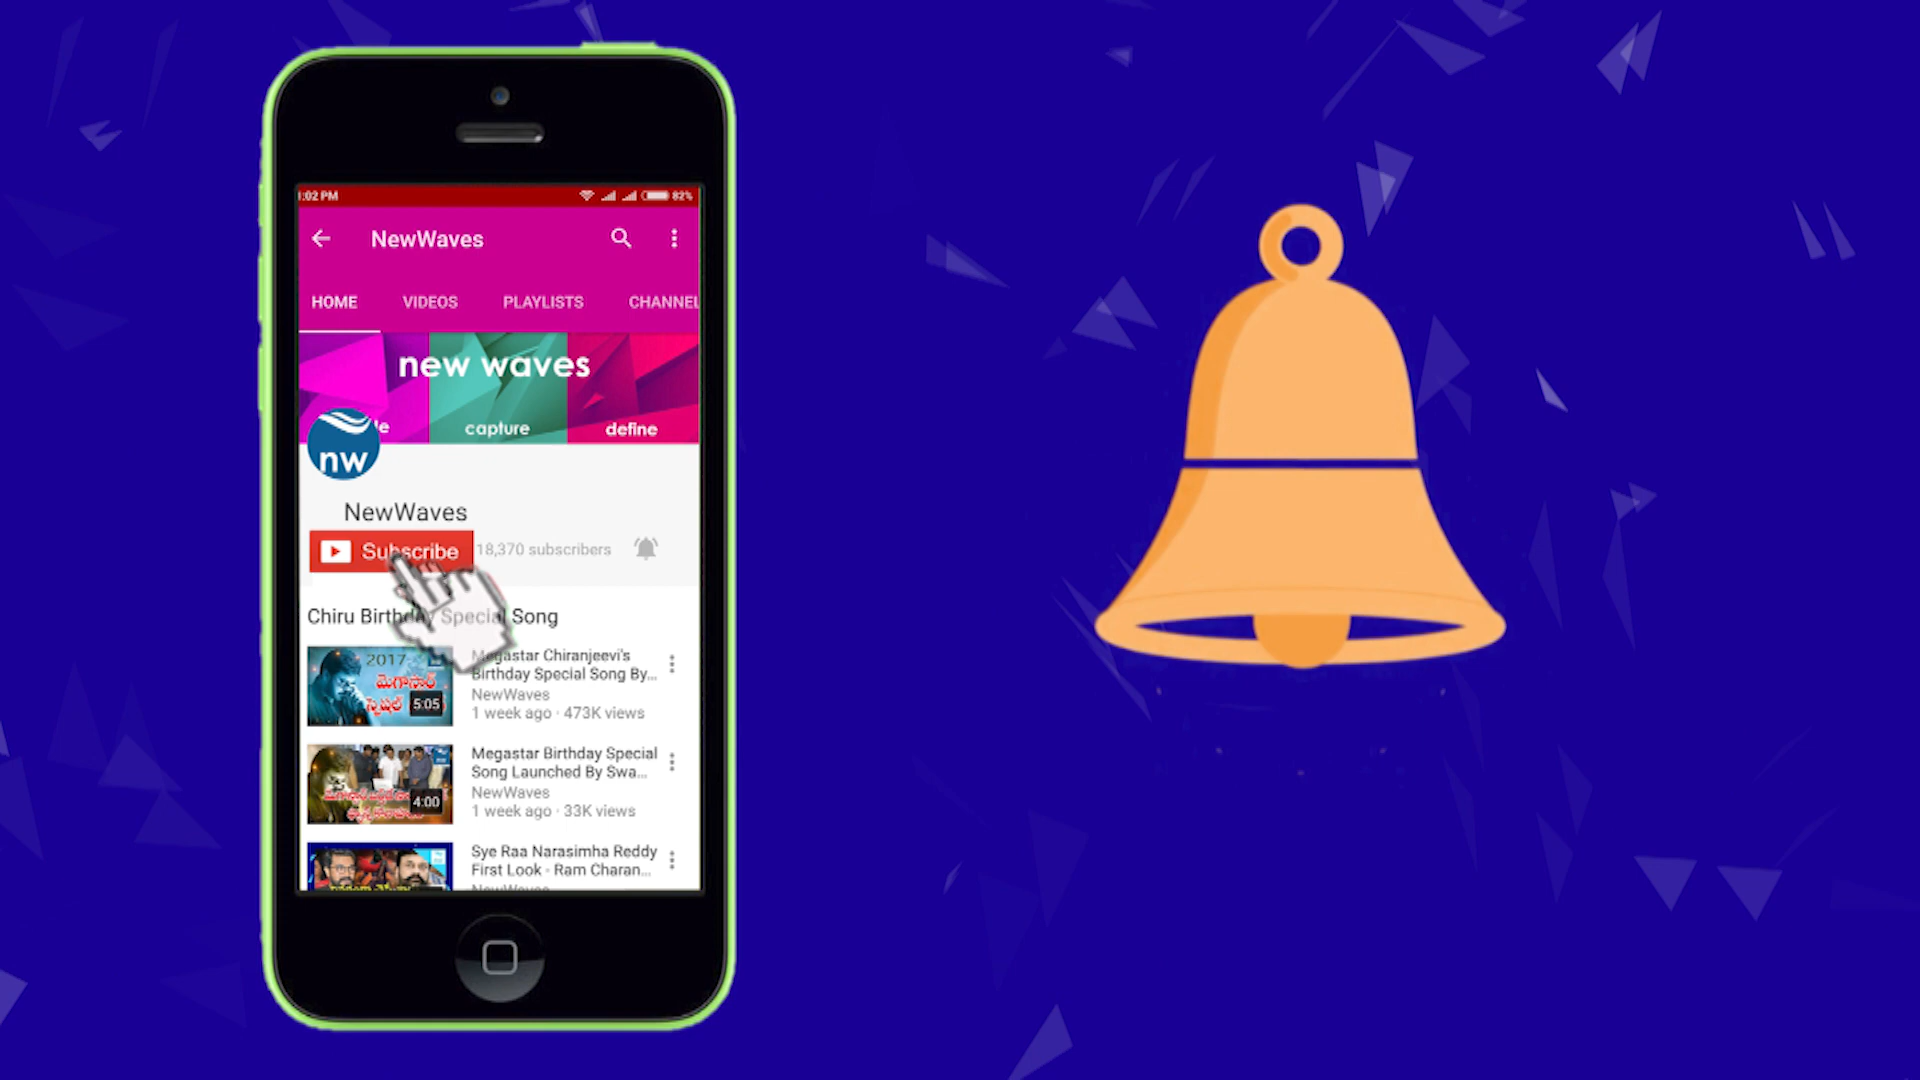 1:02 PM 82%
NewWaves
HOME VIDEOS PLAYLISTS CHANNEL
new waves
capture define
nw
NewWaves
Subscribe 18,370 subscribers
Chiru Birthday Special Song
2017
మెగాస్టార్
స్పెషల్
5:05
Megastar Chiranjeevi's
Birthday Special Song By...
NewWaves
1 week ago · 473K views
4:00
Megastar Birthday Special
Song Launched By Swa...
NewWaves
1 week ago · 33K views
Sye Raa Narasimha Reddy
First Look - Ram Charan...
NewWaves